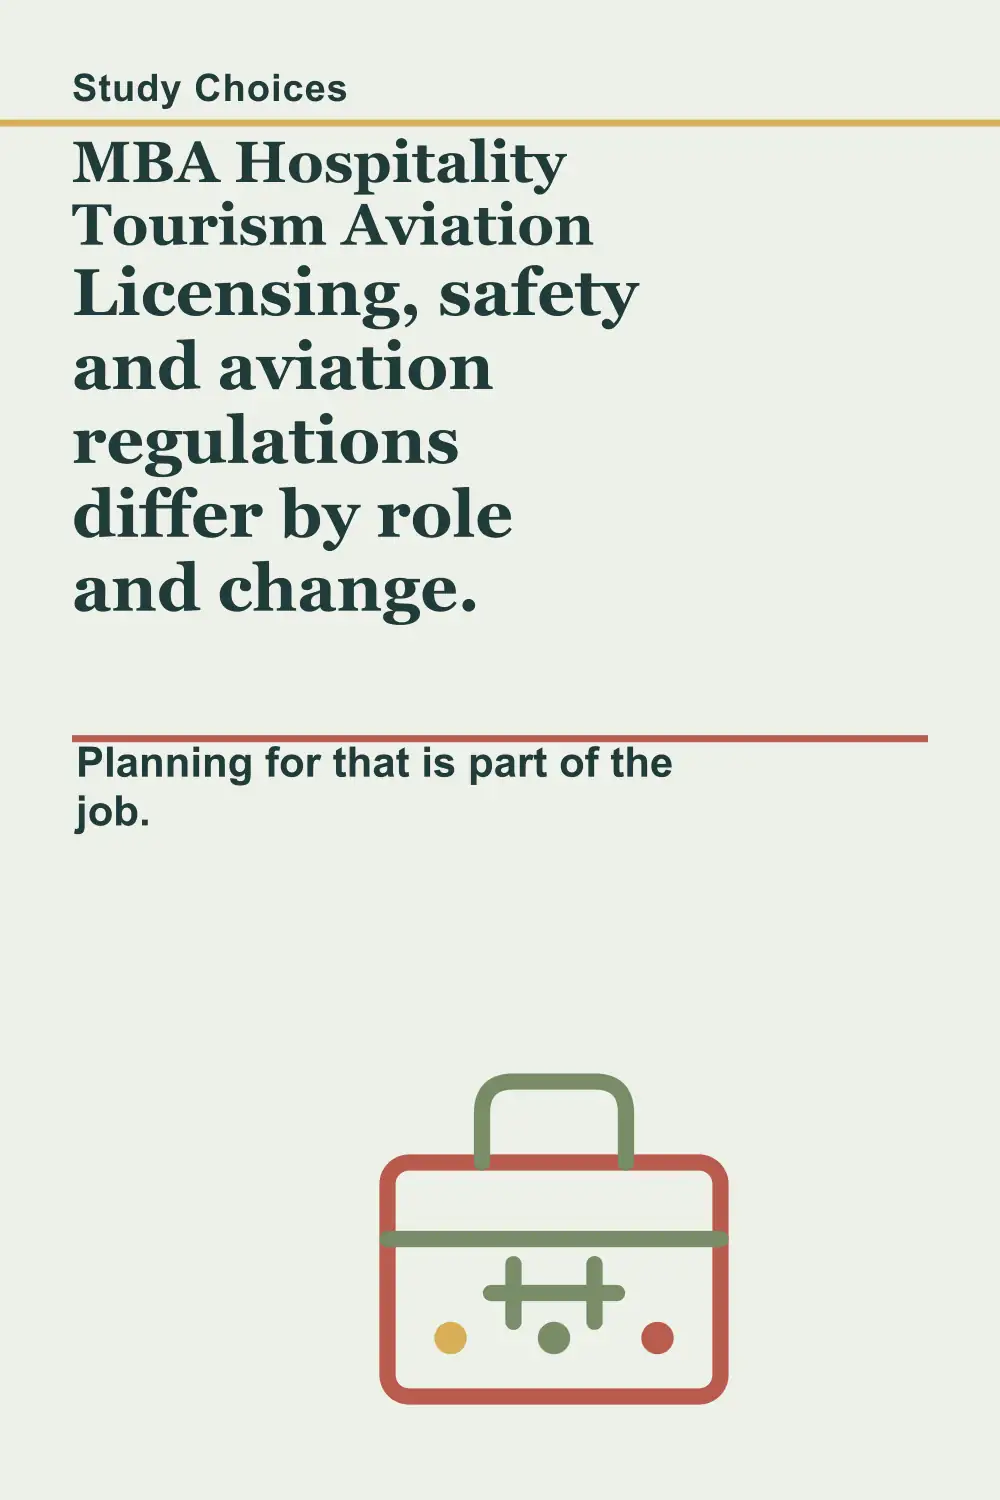 Study Choices
MBA Hospitality
Tourism Aviation
Licensing, safety
and aviation
regulations
differ by role
and change.
Planning for that is part of the
job.